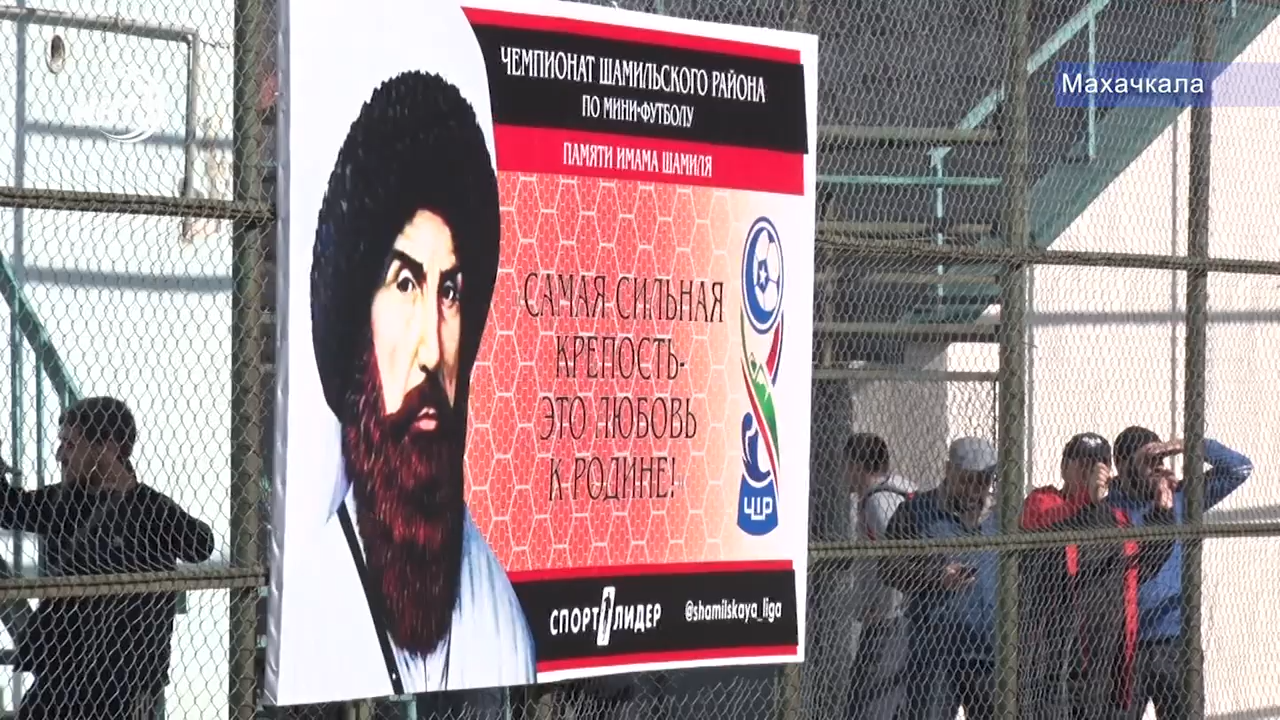 ЧЕМПИОНАТ ШАМИЛЬСКОГО РАЙОНА
ПО МИНИ-ФУТБОЛУ
ПАМЯТИ ИМАМА ШАМИЛЯ
Махачкала
САМАЯ СИЛЬНАЯ
КРЕПОСТЬ-
ЭТО ЛЮБОВЬ
К РОДИНЕ!
ЧШР
СПОРТ ЛИДЕР
@shamilskaya_liga